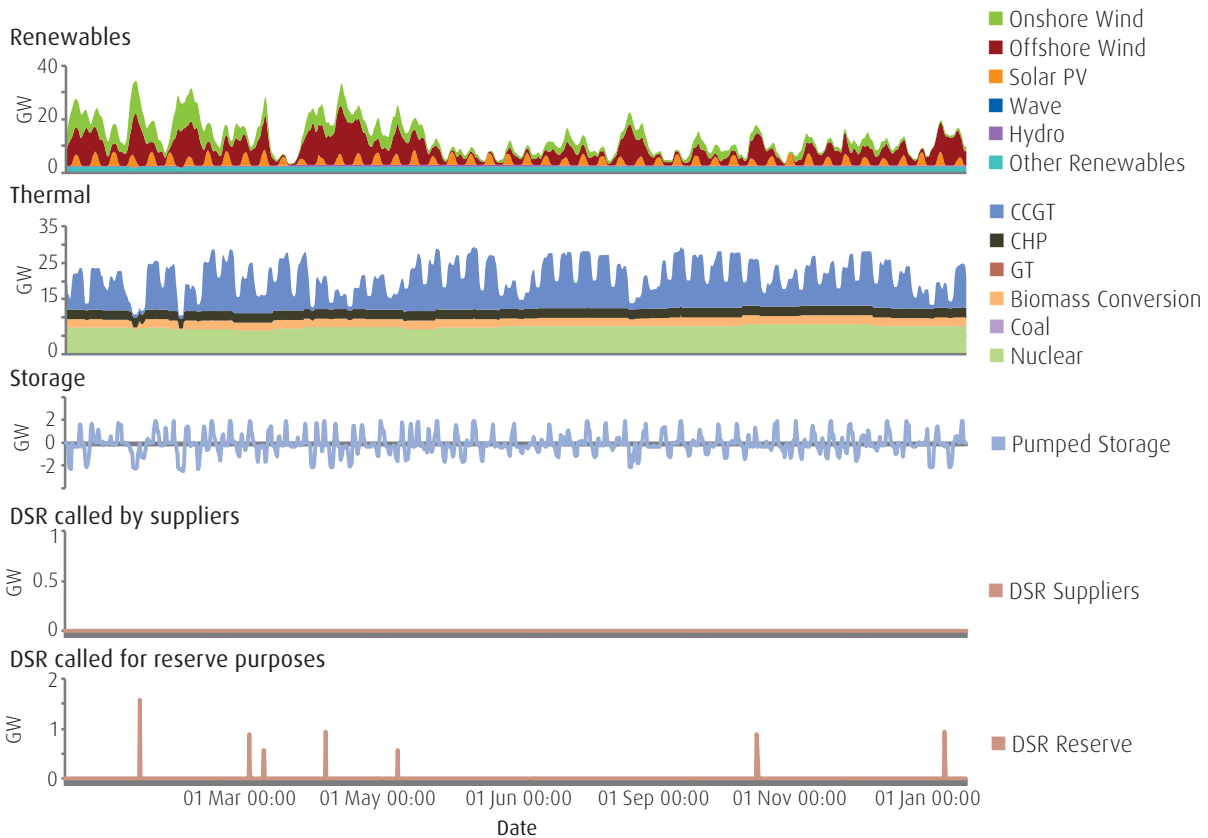 Renewables
40
20
0
GW
Onshore Wind
Offshore Wind
Solar PV
Wave
Hydro
Other Renewables
Thermal
35
25
15
0
GW
CCGT
CHP
GT
Biomass Conversion
Coal
Nuclear
Storage
2
0
-2
GW
Pumped Storage
DSR called by suppliers
1
0.5
0
GW
DSR Suppliers
DSR called for reserve purposes
2
1
0
GW
DSR Reserve
01 Mar 00:00 01 May 00:00 01 Jun 00:00 01 Sep 00:00 01 Nov 00:00 01 Jan 00:00
Date